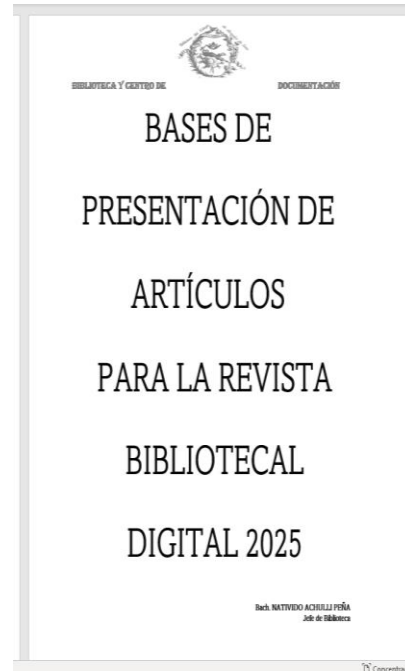 BIBLIOTECA Y CENTRO DE DOCUMENTACIÓN
BASES DE
PRESENTACIÓN DE
ARTÍCULOS
PARA LA REVISTA
BIBLIOTECAL
DIGITAL 2025
Bach. NATIVIDO ACHULLI PEÑA
Jefe de Biblioteca